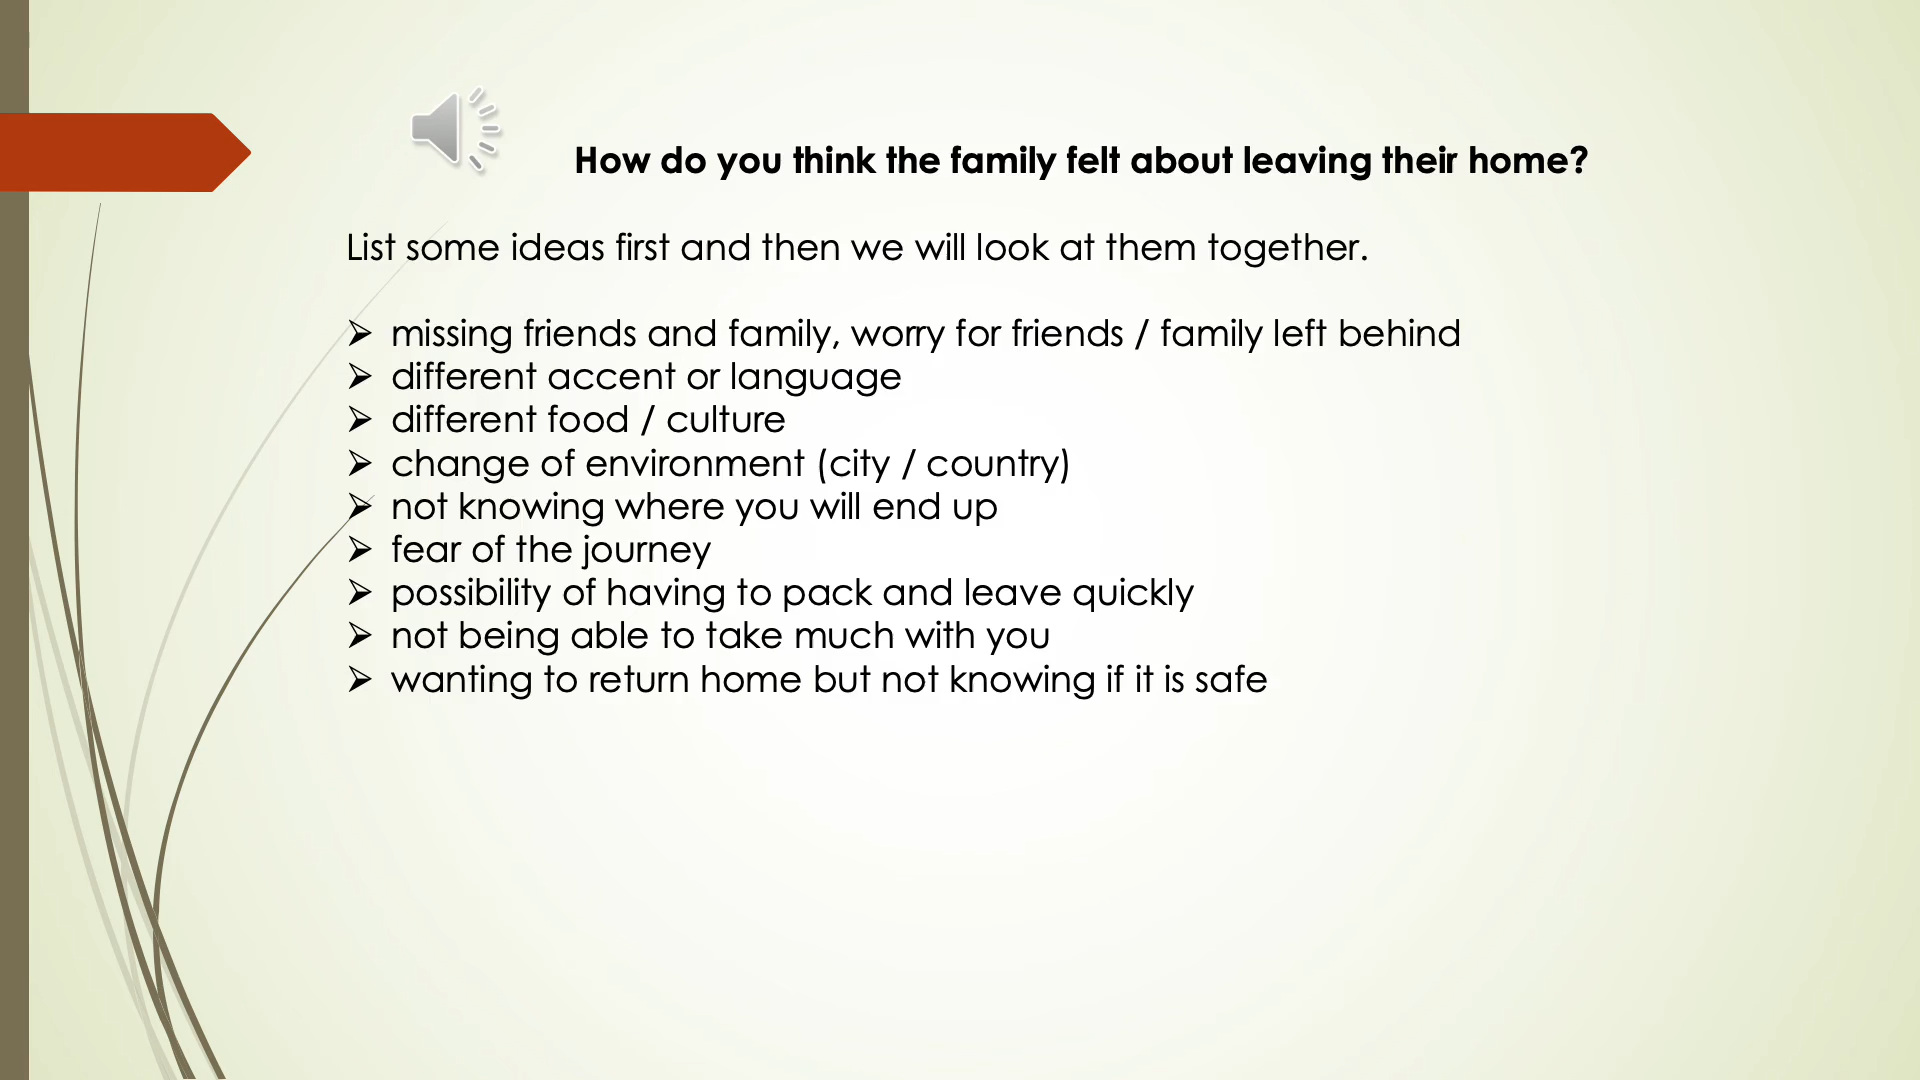 How do you think the family felt about leaving their home?
List some ideas first and then we will look at them together.
➢ missing friends and family, worry for friends / family left behind
➢ different accent or language
➢ different food / culture
➢ change of environment (city / country)
➢ not knowing where you will end up
➢ fear of the journey
➢ possibility of having to pack and leave quickly
➢ not being able to take much with you
➢ wanting to return home but not knowing if it is safe